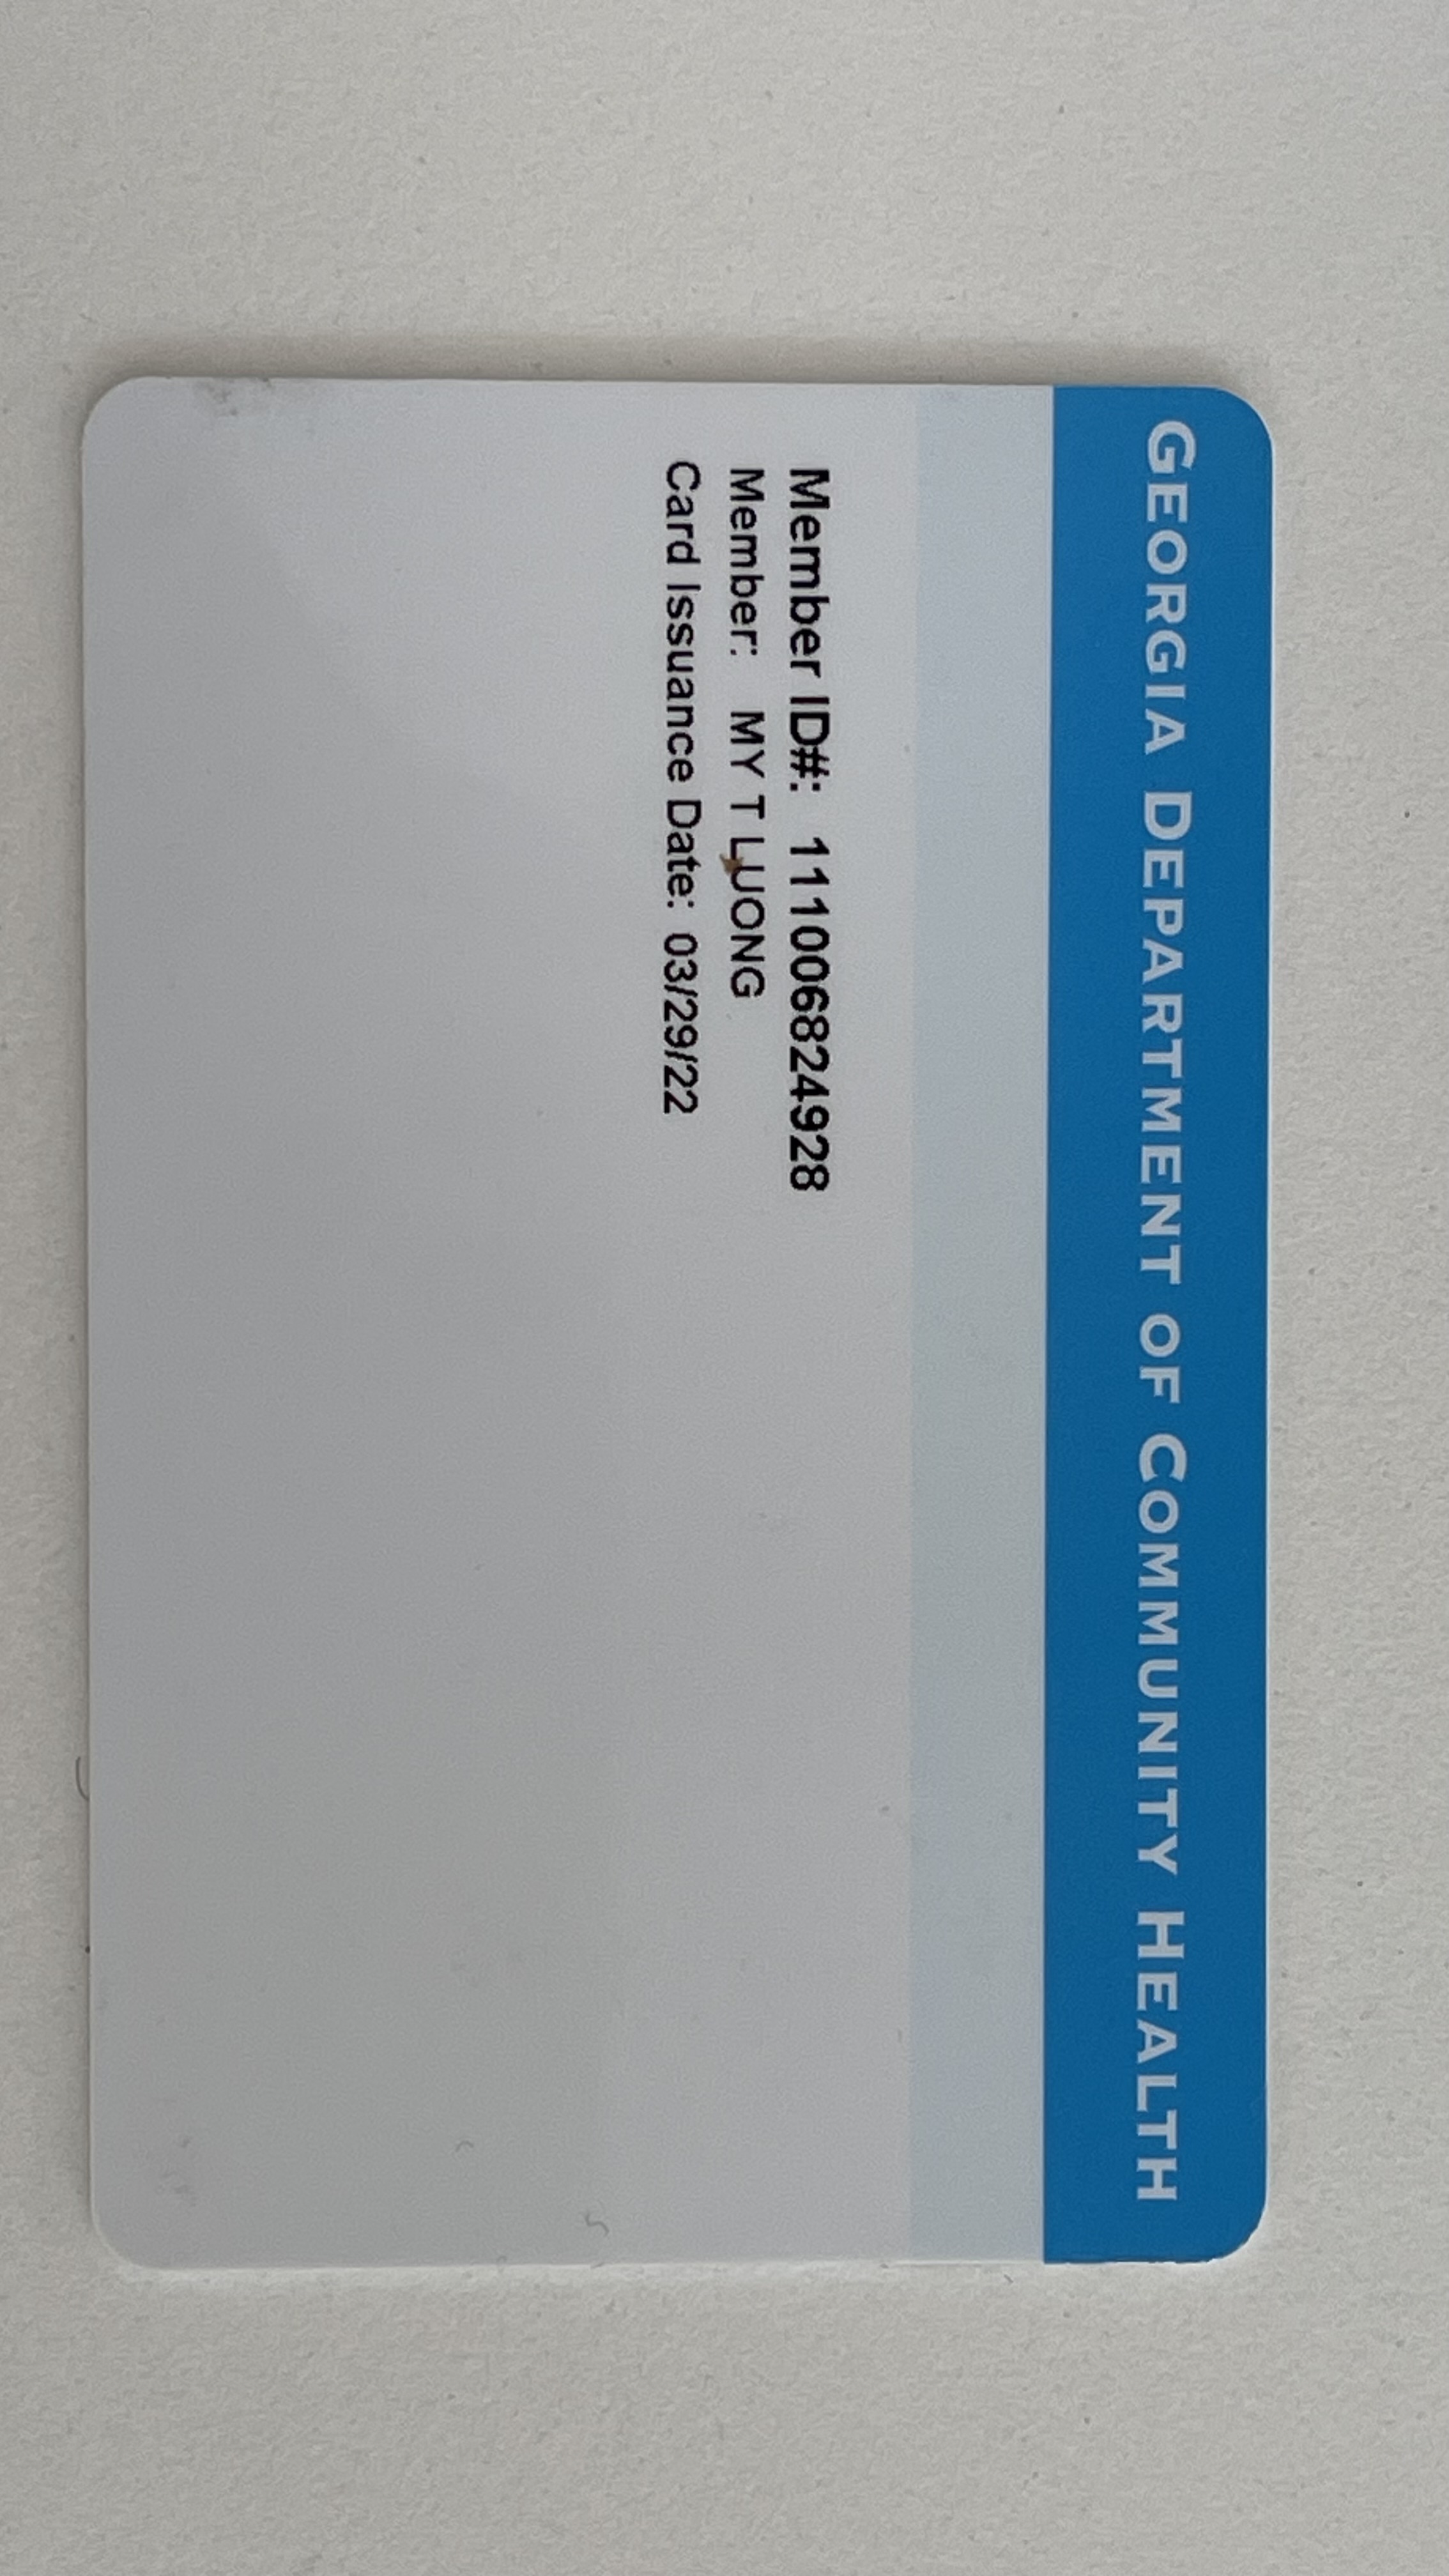 GEORGIA DEPARTMENT OF COMMUNITY HEALTH
Member ID#: 111006824928
Member: MY T LUONG
Card Issuance Date: 03/29/22